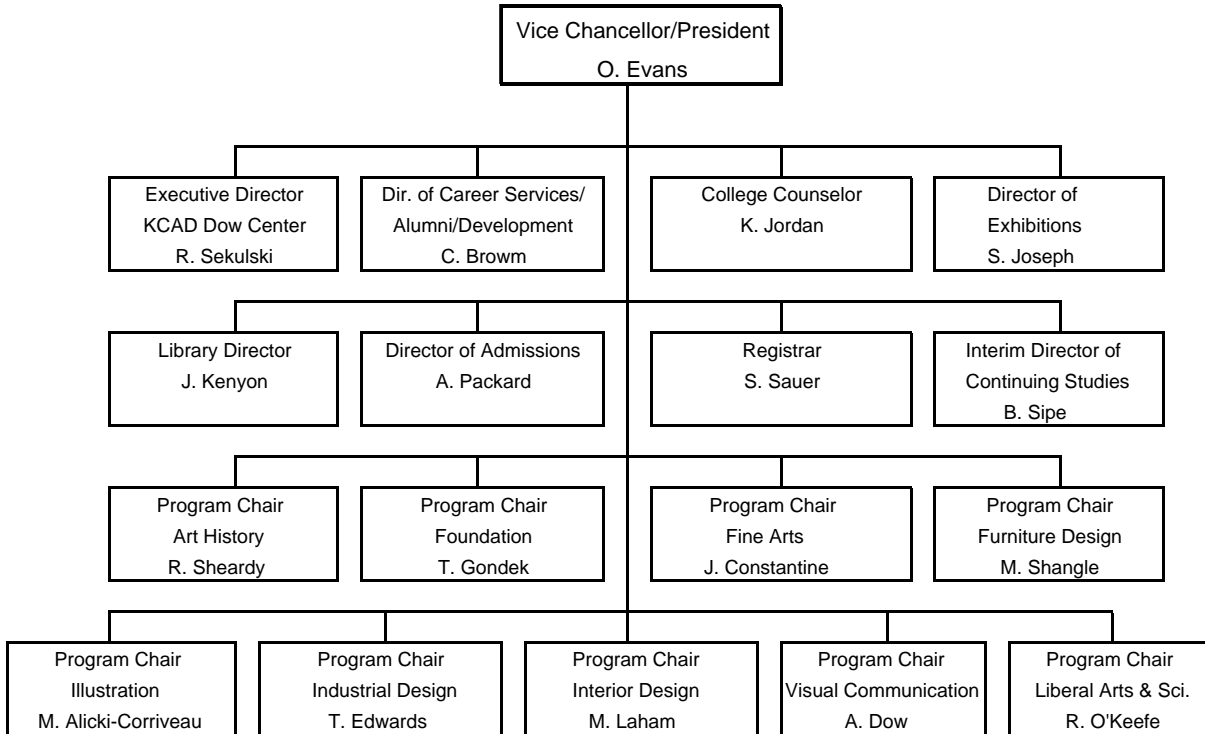 Vice Chancellor/President
O. Evans
Executive Director
KCAD Dow Center
R. Sekulski
Dir. of Career Services/
Alumni/Development
C. Browm
College Counselor
K. Jordan
Director of
Exhibitions
S. Joseph
Library Director
J. Kenyon
Director of Admissions
A. Packard
Registrar
S. Sauer
Interim Director of
Continuing Studies
B. Sipe
Program Chair
Art History
R. Sheardy
Program Chair
Foundation
T. Gondek
Program Chair
Fine Arts
J. Constantine
Program Chair
Furniture Design
M. Shangle
Program Chair
Illustration
M. Alicki-Corriveau
Program Chair
Industrial Design
T. Edwards
Program Chair
Interior Design
M. Laham
Program Chair
Visual Communication
A. Dow
Program Chair
Liberal Arts & Sci.
R. O'Keefe